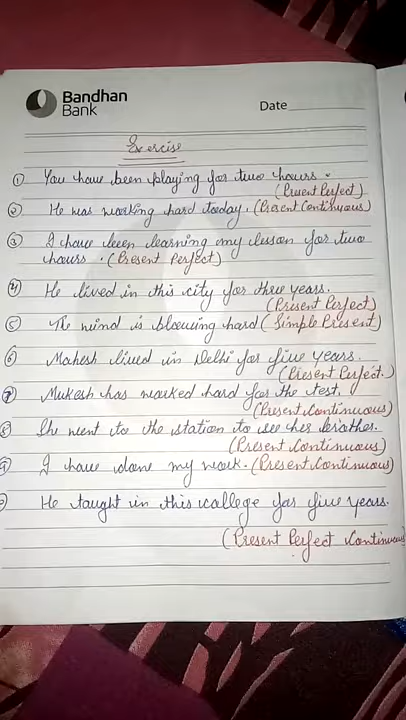 Bandhan
Bank
Date
Exercise
① You have been playing for two hours.
(Present Perfect)
② He was working hard today. (Present Continuous)
③ I have been learning my lesson for two
hours. (Present Perfect)
④ He lived in this city for three years.
(Present Perfect)
⑤ The wind is blowing hard (Simple Present)
⑥ Mahesh lived in Delhi for five years.
(Present Perfect.)
⑦ Mukesh has worked hard for the test.
(Present Continuous)
⑧ She went to the station to see her brother.
(Present Continuous)
⑨ I have done my work. (Present Continuous)
He taught in this college for five years.
(Present Perfect Continuous